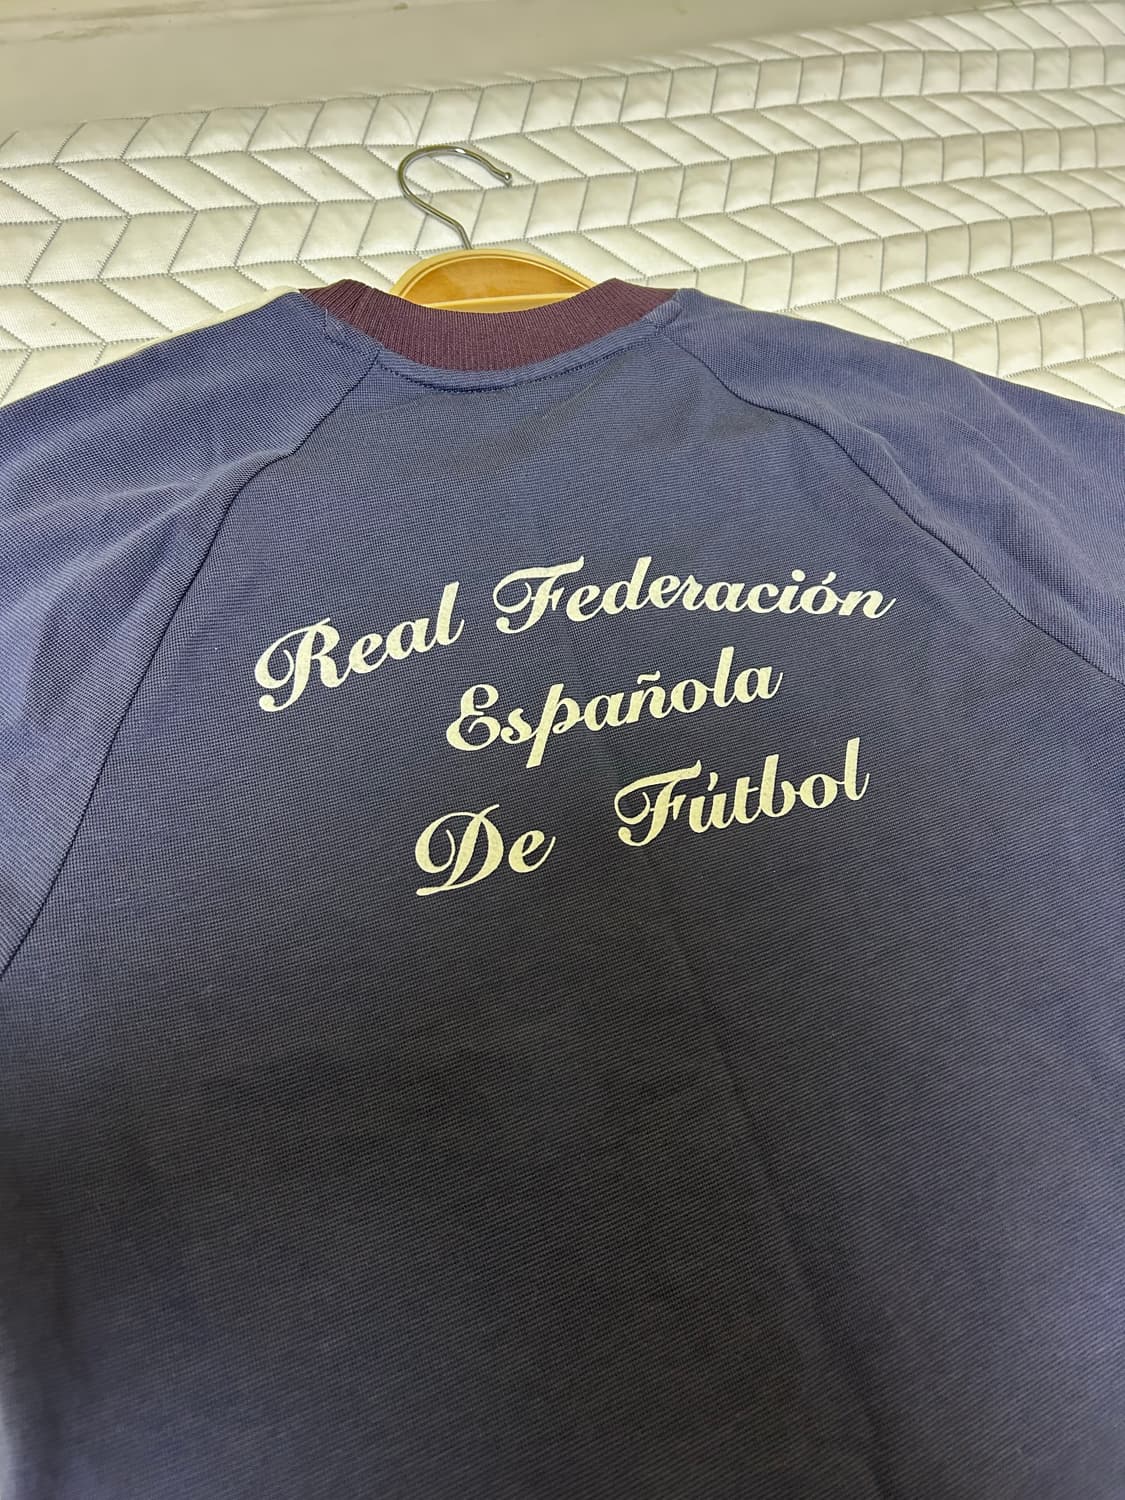 Real Federación
Española
De Fútbol